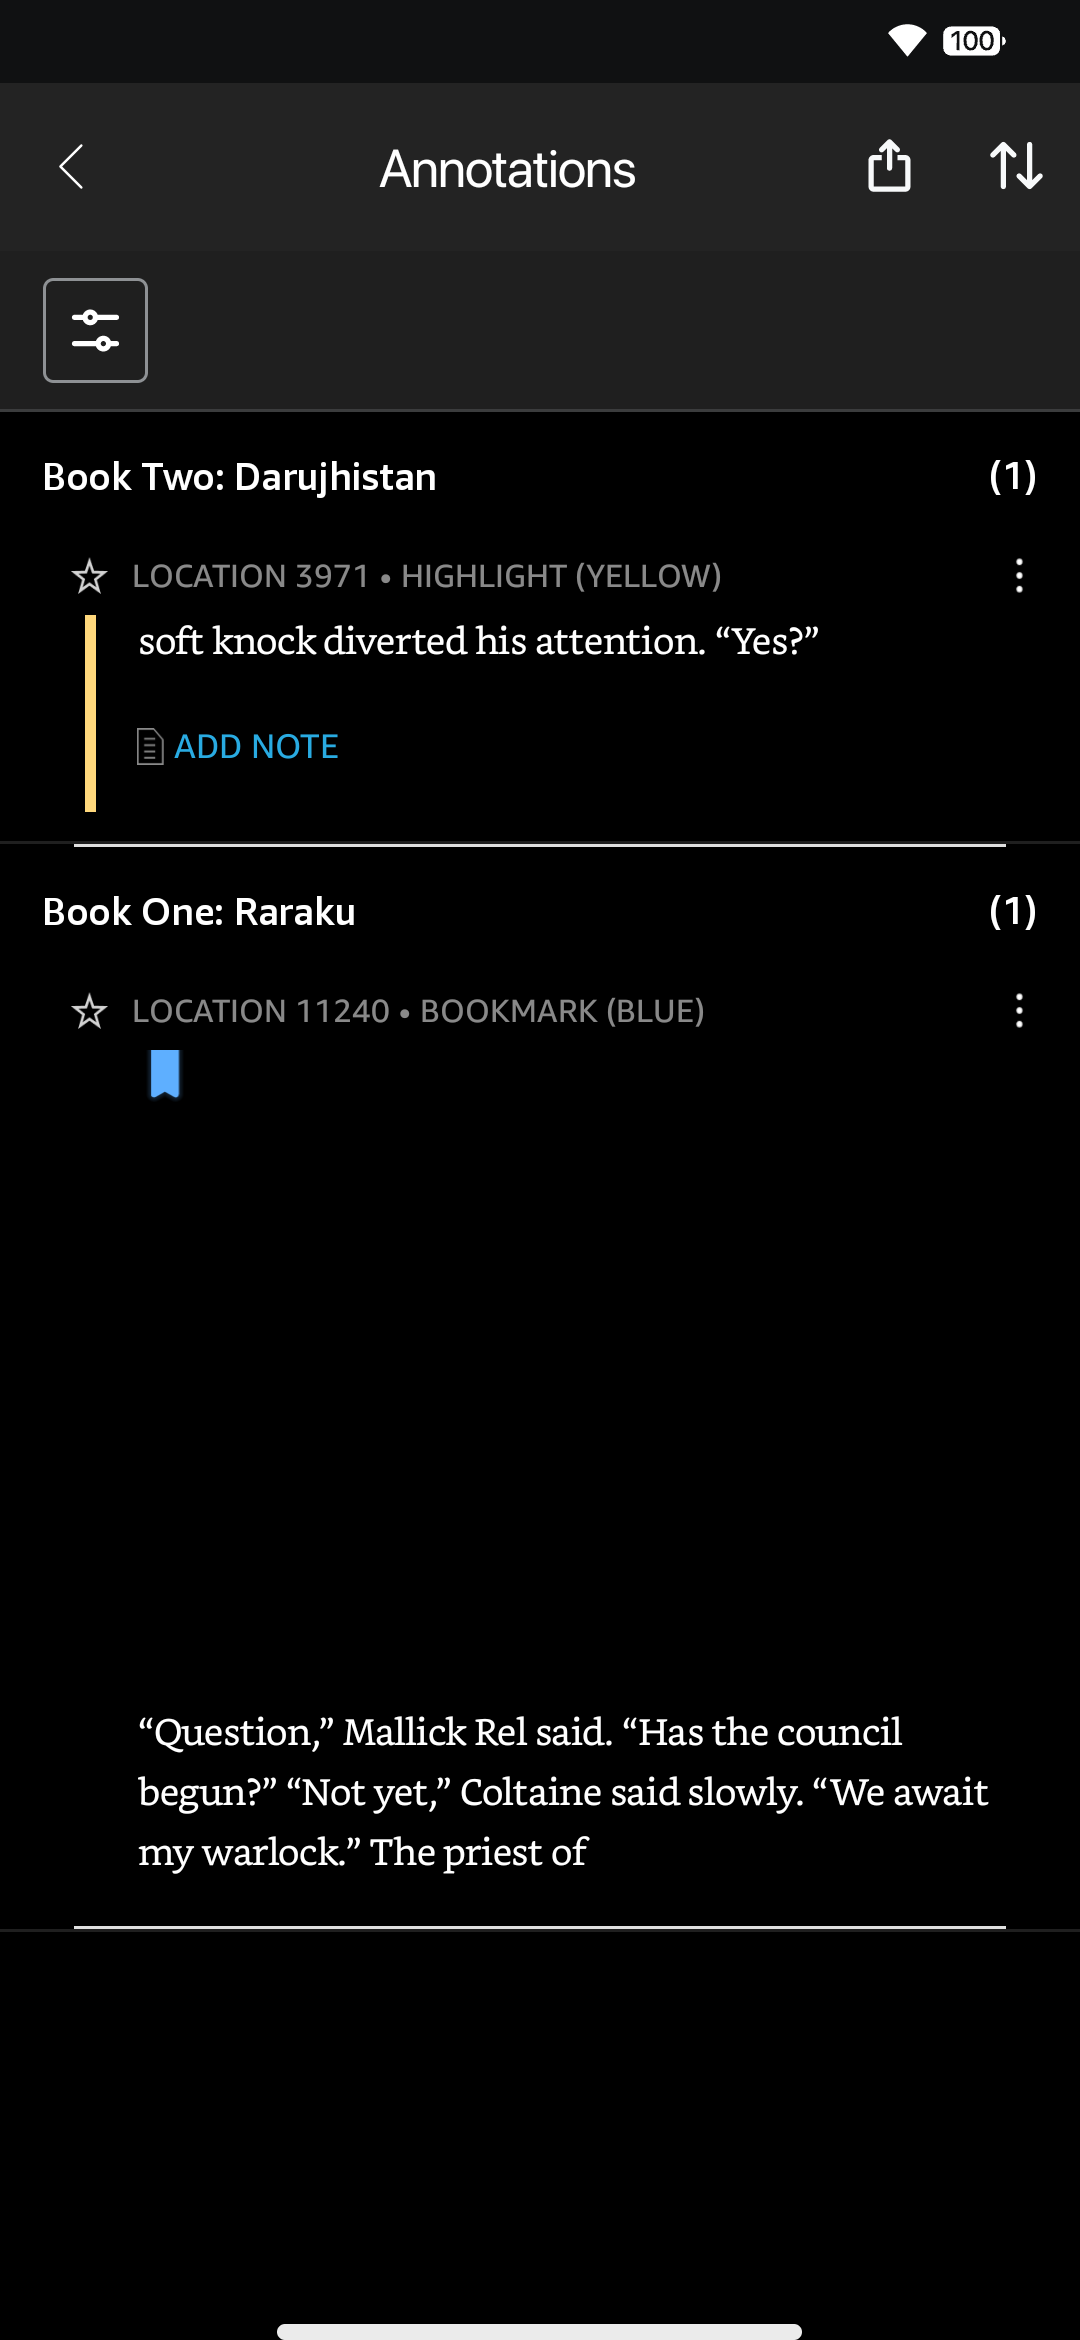 100
Annotations
Book Two: Darujhistan (1)
LOCATION 3971 • HIGHLIGHT (YELLOW)
soft knock diverted his attention. “Yes?”
ADD NOTE
Book One: Raraku (1)
LOCATION 11240 • BOOKMARK (BLUE)
“Question,” Mallick Rel said. “Has the council
begun?” “Not yet,” Coltaine said slowly. “We await
my warlock.” The priest of